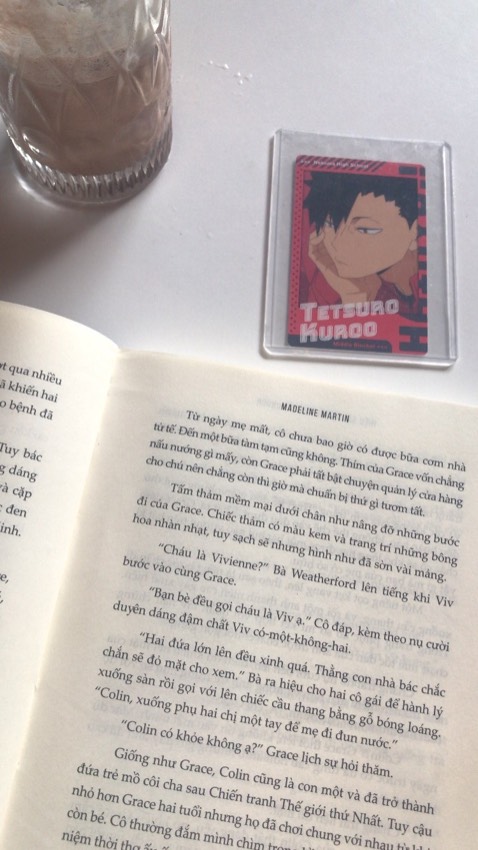 TETSURO
KUROO
ợt qua nhiều
ã khiến hai
o bệnh đã
Tuy bác
g dáng
và cặp
c đen
ính.
MADELINE MARTIN
Từ ngày mẹ mất, cô chưa bao giờ có được bữa cơm nhà
tử tế. Đến một bữa tàm tạm cũng không. Thím của Grace vốn chẳng
nấu nướng gì mấy, còn Grace phải tất bật chuyện quản lý cửa hàng
cho chú nên chẳng còn thì giờ mà chuẩn bị thứ gì tươm tất.
Tấm thảm mềm mại dưới chân như nâng đỡ những bước
đi của Grace. Chiếc thảm có màu kem và trang trí những bông
hoa nhàn nhạt, tuy sạch sẽ nhưng hình như đã sờn vài mảng.
“Cháu là Vivienne?” Bà Weatherford lên tiếng khi Viv
bước vào cùng Grace.
“Bạn bè đều gọi cháu là Viv ạ.” Cô đáp, kèm theo nụ cười
duyên dáng đậm chất Viv có-một-không-hai.
“Hai đứa lớn lên đều xinh quá. Thằng con nhà bác chắc
chắn sẽ đỏ mặt cho xem.” Bà ra hiệu cho hai cô gái để hành lý
xuống sàn rồi gọi với lên chiếc cầu thang bằng gỗ bóng loáng.
“Colin, xuống phụ hai chị một tay để mẹ đi đun nước.”
“Colin có khỏe không ạ?” Grace lịch sự hỏi thăm.
Giống như Grace, Colin cũng là con một và đã trở thành
đứa trẻ mồ côi cha sau Chiến tranh Thế giới thứ Nhất. Tuy cậu
nhỏ hơn Grace hai tuổi nhưng họ đã chơi chung với nhau từ
còn bé. Cô thường đắm mình chìm
niệm thời thơ